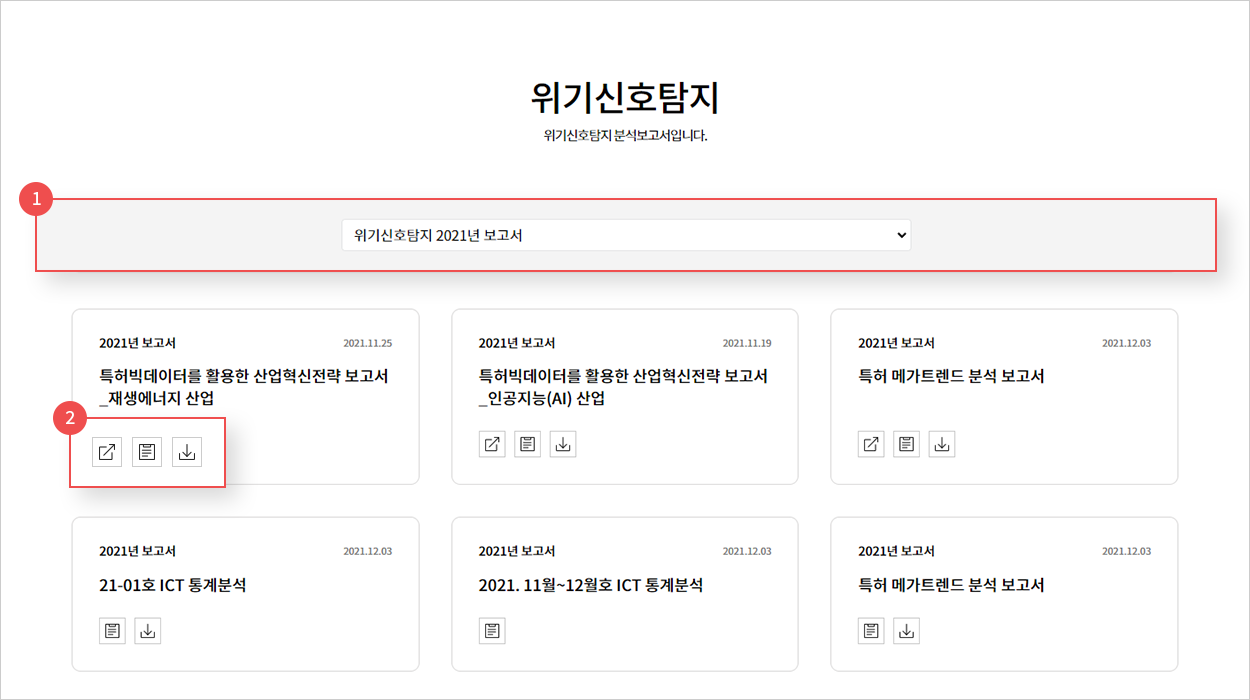 위기신호탐지
위기신호탐지 분석보고서입니다.
1
위기신호탐지 2021년 보고서
2021년 보고서
2021.11.25
특허빅데이터를 활용한 산업혁신전략 보고서
_재생에너지 산업
2
2021년 보고서
2021.11.19
특허빅데이터를 활용한 산업혁신전략 보고서
_인공지능(AI) 산업
2021년 보고서
2021.12.03
특허 메가트렌드 분석 보고서
2021년 보고서
2021.12.03
21-01호 ICT 통계분석
2021년 보고서
2021.12.03
2021. 11월~12월호 ICT 통계분석
2021년 보고서
2021.12.03
특허 메가트렌드 분석 보고서